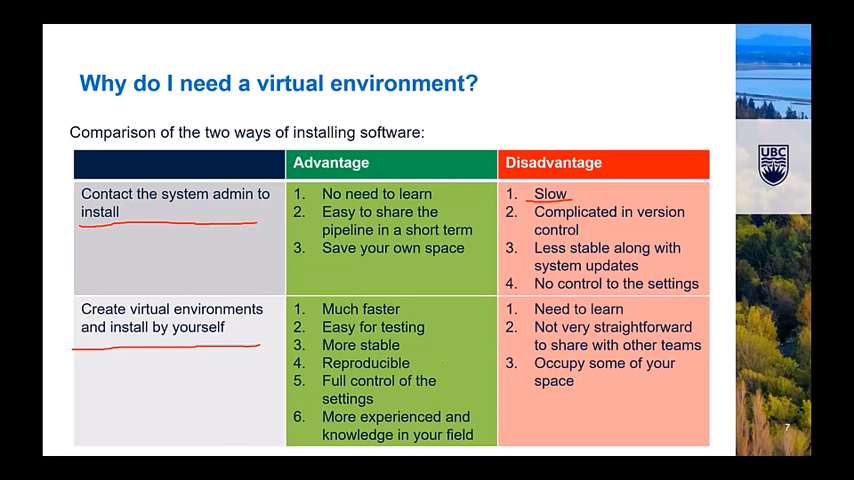 Why do I need a virtual environment?
Comparison of the two ways of installing software:
Advantage
Disadvantage
Contact the system admin to
install
1. No need to learn
2. Easy to share the
pipeline in a short term
3. Save your own space
1. Slow
2. Complicated in version
control
3. Less stable along with
system updates
4. No control to the settings
Create virtual environments
and install by yourself
1. Much faster
2. Easy for testing
3. More stable
4. Reproducible
5. Full control of the
settings
6. More experienced and
knowledge in your field
1. Need to learn
2. Not very straightforward
to share with other teams
3. Occupy some of your
space
UBC
7